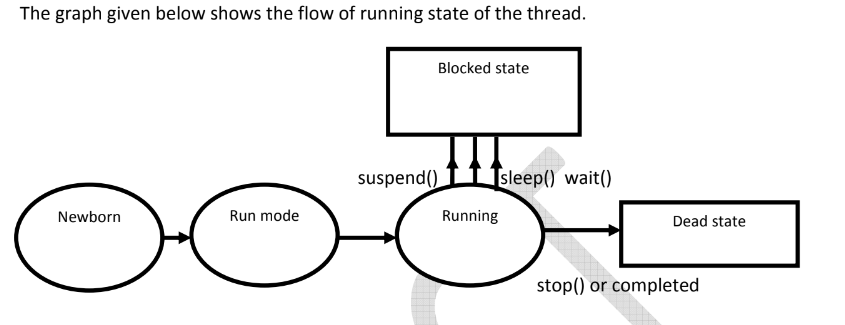 The graph given below shows the flow of running state of the thread.
Blocked state
suspend() sleep() wait()
Newborn
Run mode
Running
Dead state
stop() or completed